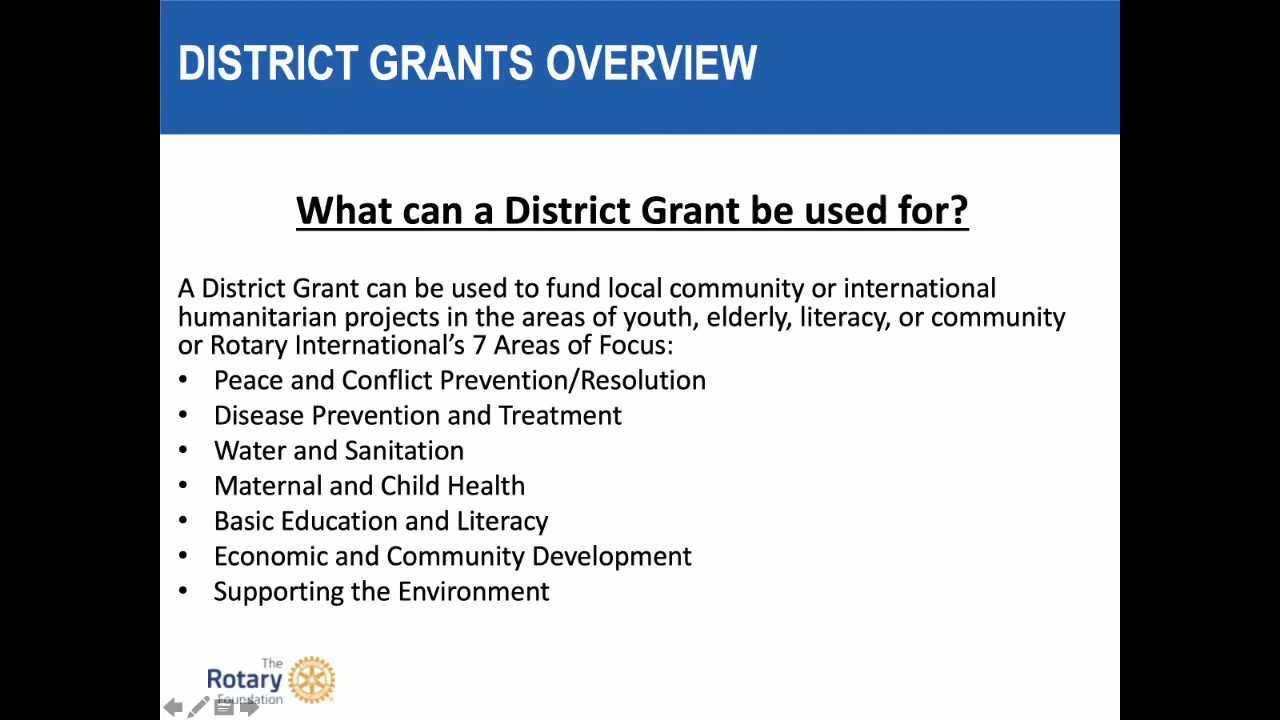 DISTRICT GRANTS OVERVIEW
What can a District Grant be used for?
A District Grant can be used to fund local community or international
humanitarian projects in the areas of youth, elderly, literacy, or community
or Rotary International’s 7 Areas of Focus:
• Peace and Conflict Prevention/Resolution
• Disease Prevention and Treatment
• Water and Sanitation
• Maternal and Child Health
• Basic Education and Literacy
• Economic and Community Development
• Supporting the Environment
The
Rotary
Foundation